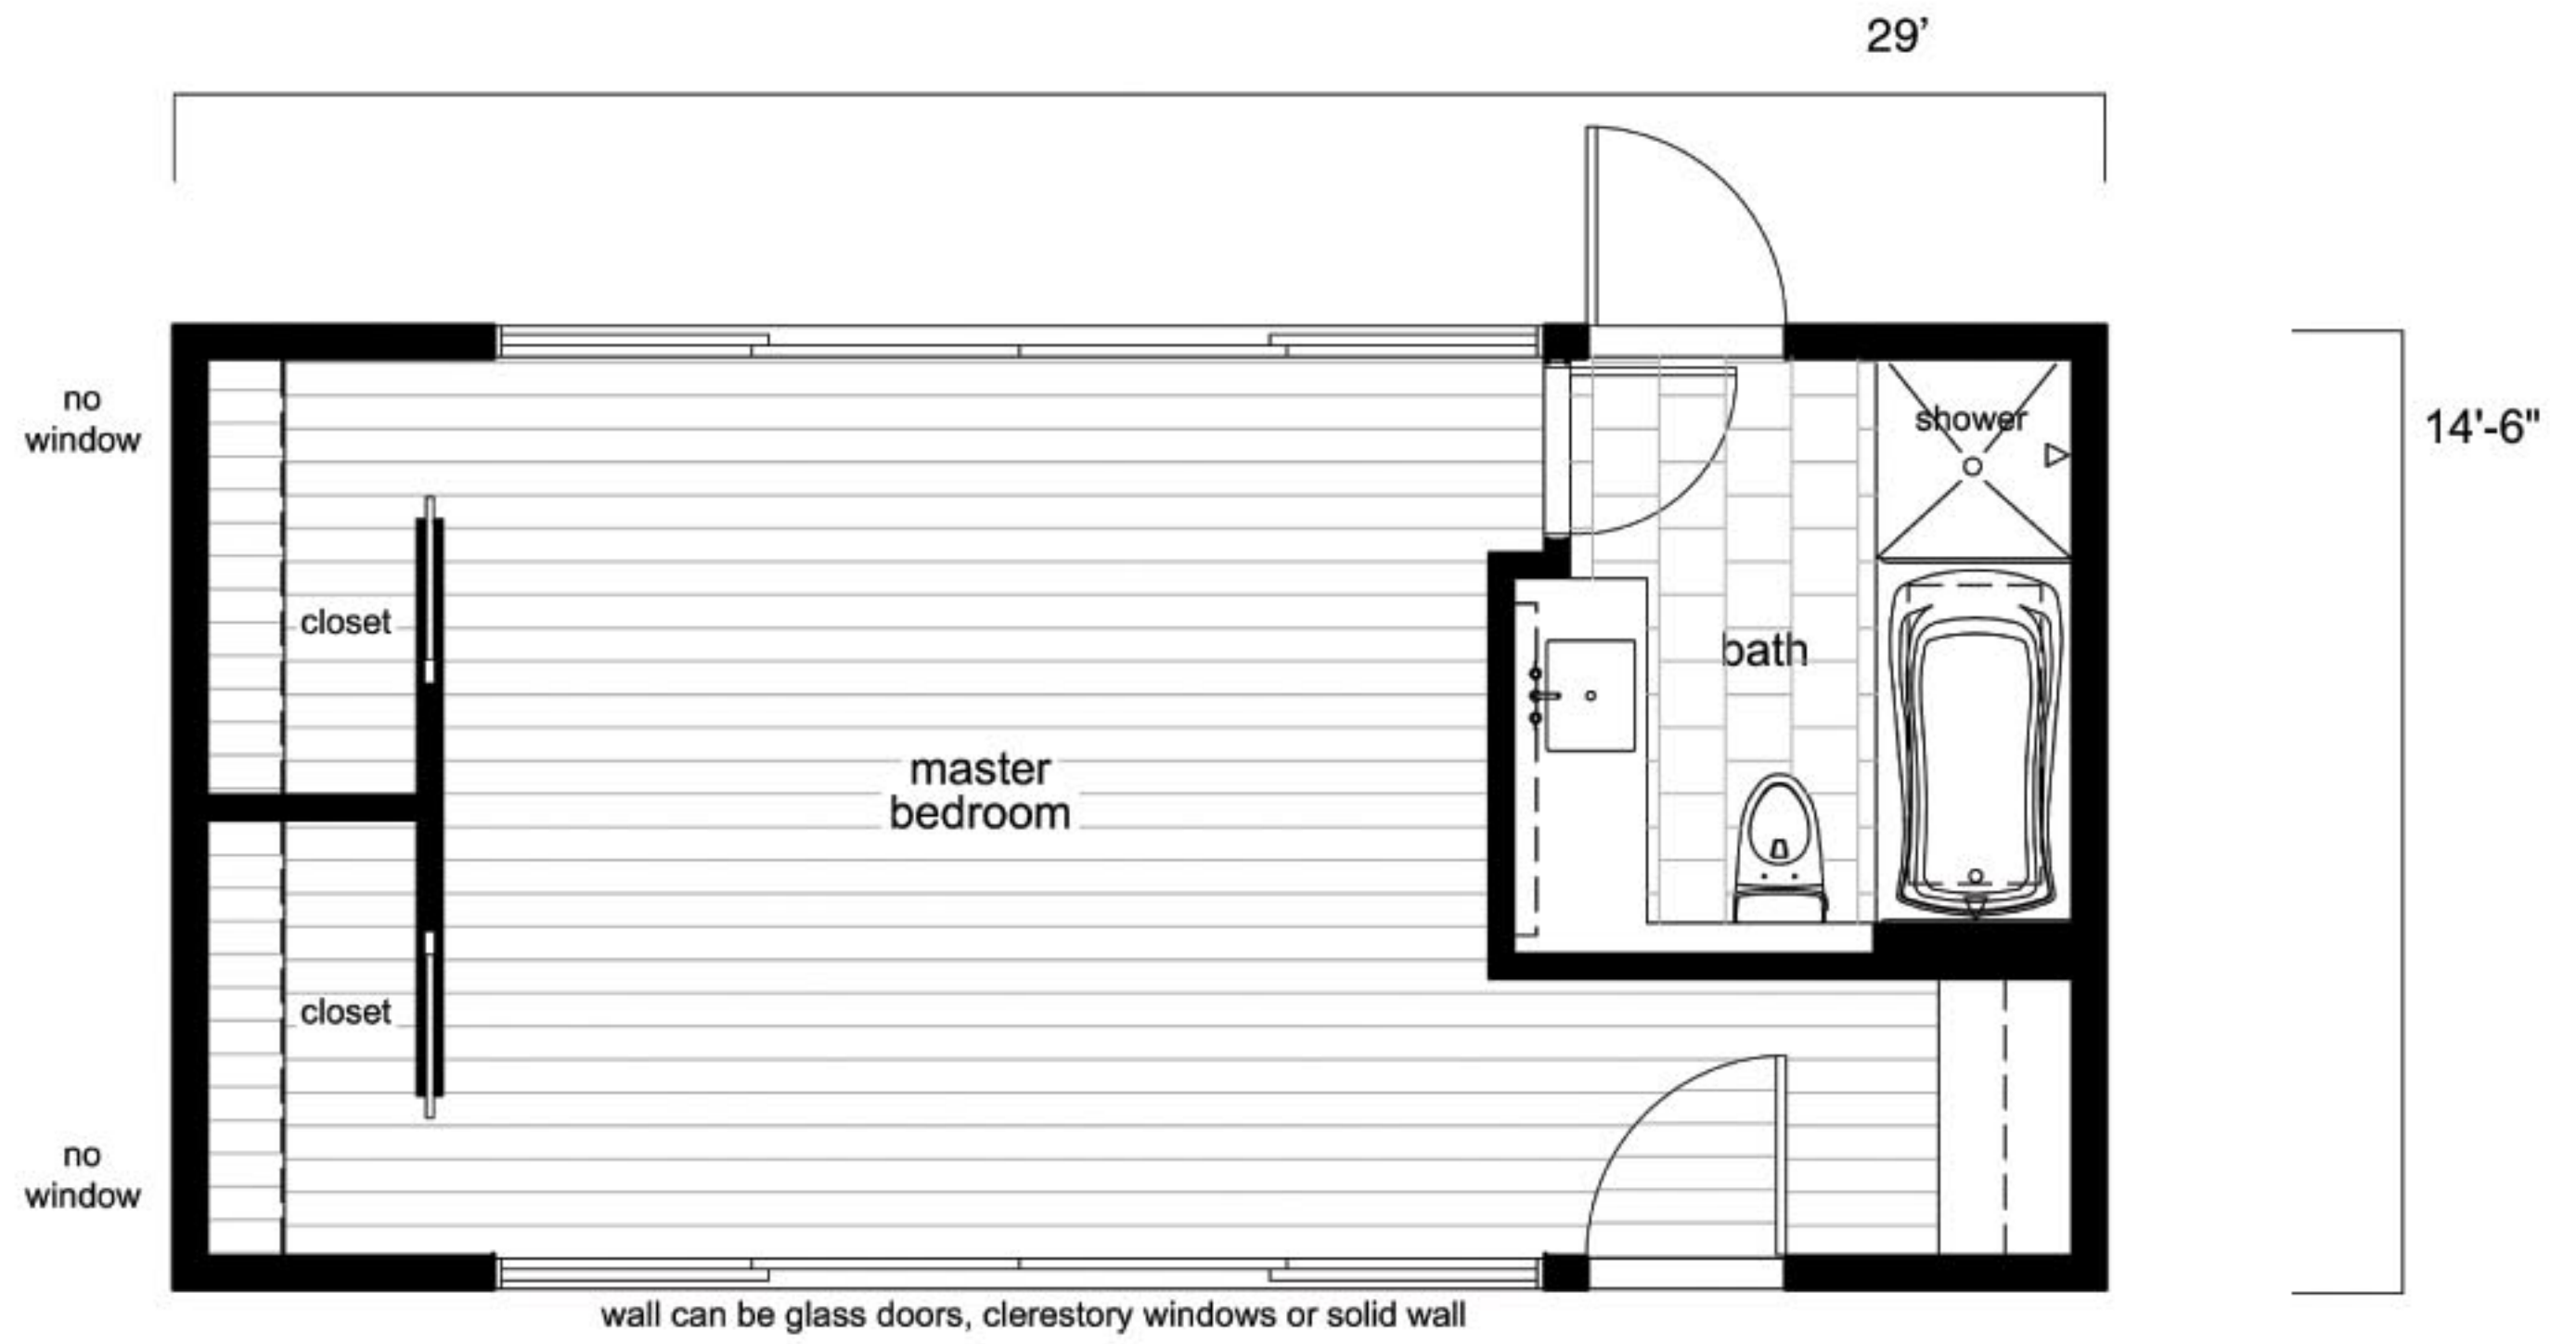 29’
no
window
shower
14'-6"
closet
bath
master
bedroom
closet
no
window
wall can be glass doors, clerestory windows or solid wall